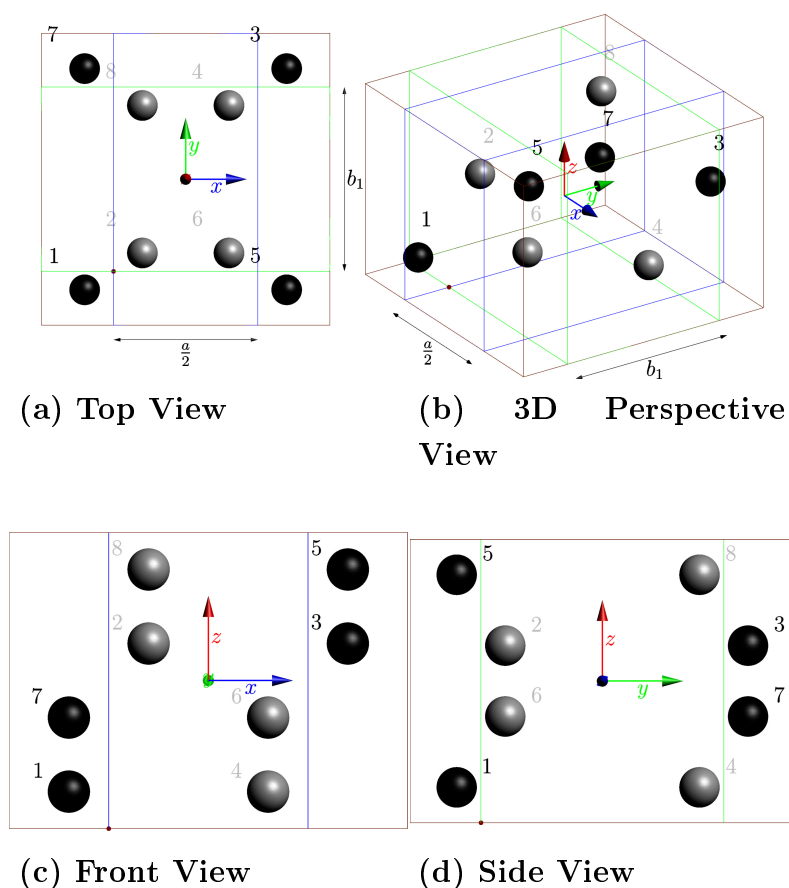 7 3
8 4
y
x
b₁
2 6
1 5
a/2
(a) Top View
8
7
3
2 5
z
y
x
1 6 4
a/2
b₁
(b) 3D Perspective
View
8 5
2 3
z
x
7 6
1 4
(c) Front View
5 8
2 3
z
y
6 7
1 4
(d) Side View